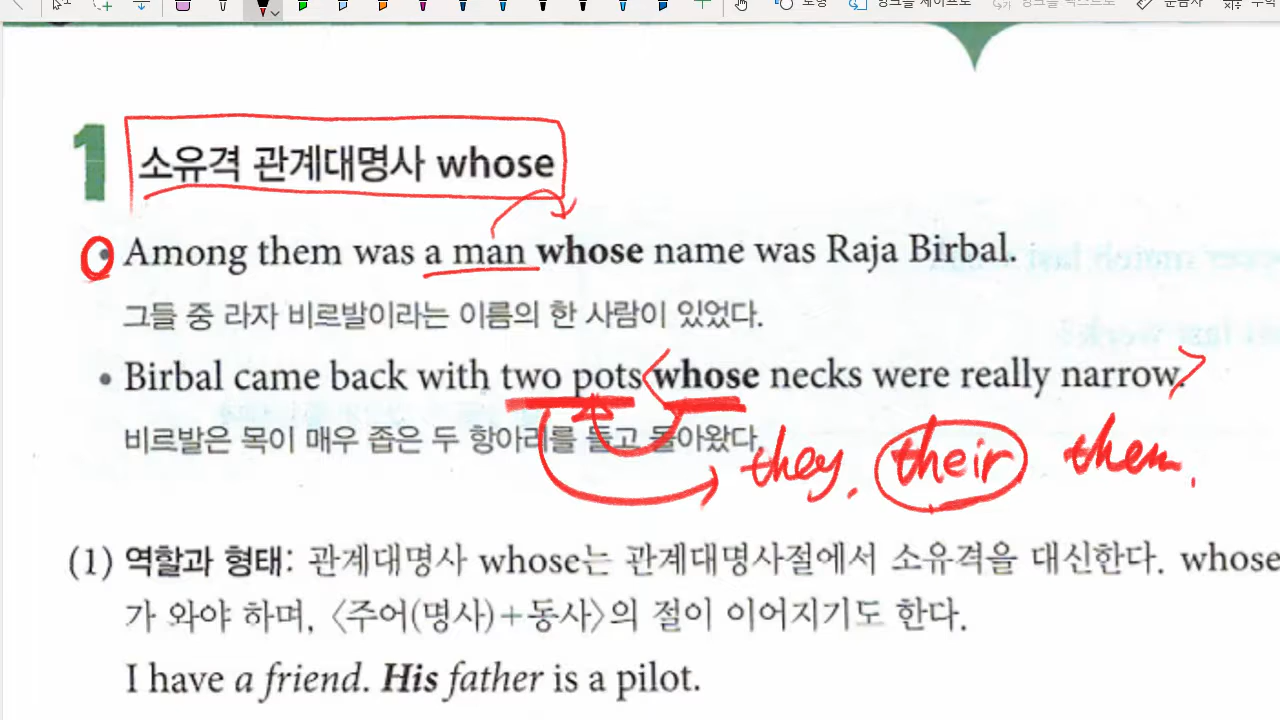 1
소유격 관계대명사 whose
• Among them was a man whose name was Raja Birbal.
그들 중 라자 비르발이라는 이름의 한 사람이 있었다.
• Birbal came back with two pots whose necks were really narrow.
비르발은 목이 매우 좁은 두 항아리를 들고 돌아왔다.
they, their them.
(1) 역할과 형태: 관계대명사 whose는 관계대명사절에서 소유격을 대신한다. whose
가 와야 하며, 〈주어(명사)+동사〉의 절이 이어지기도 한다.
I have a friend. His father is a pilot.